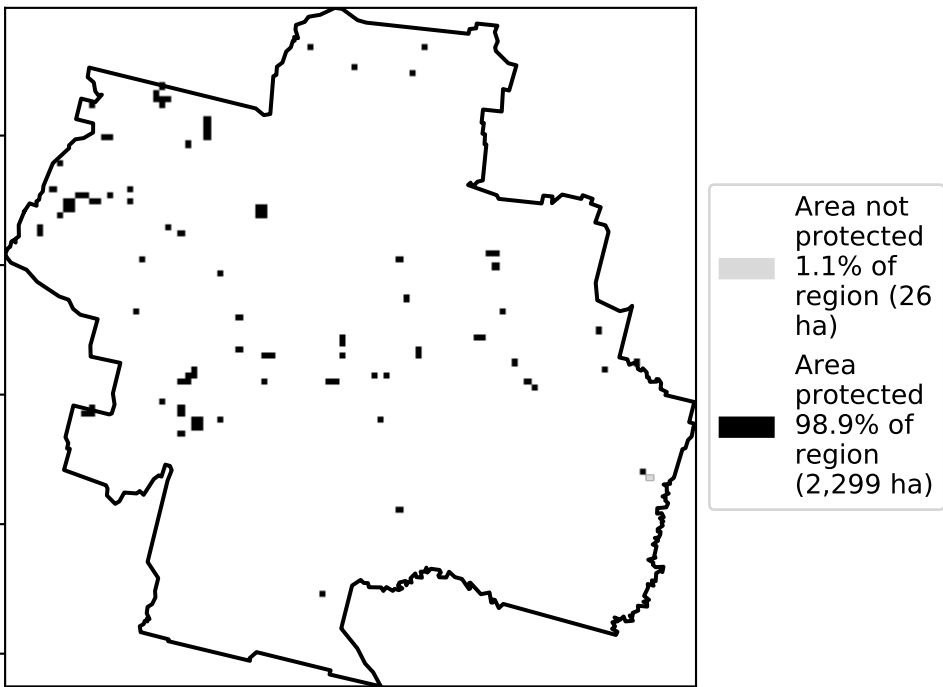 Area not
protected
1.1% of
region (26
ha)
Area
protected
98.9% of
region
(2,299 ha)